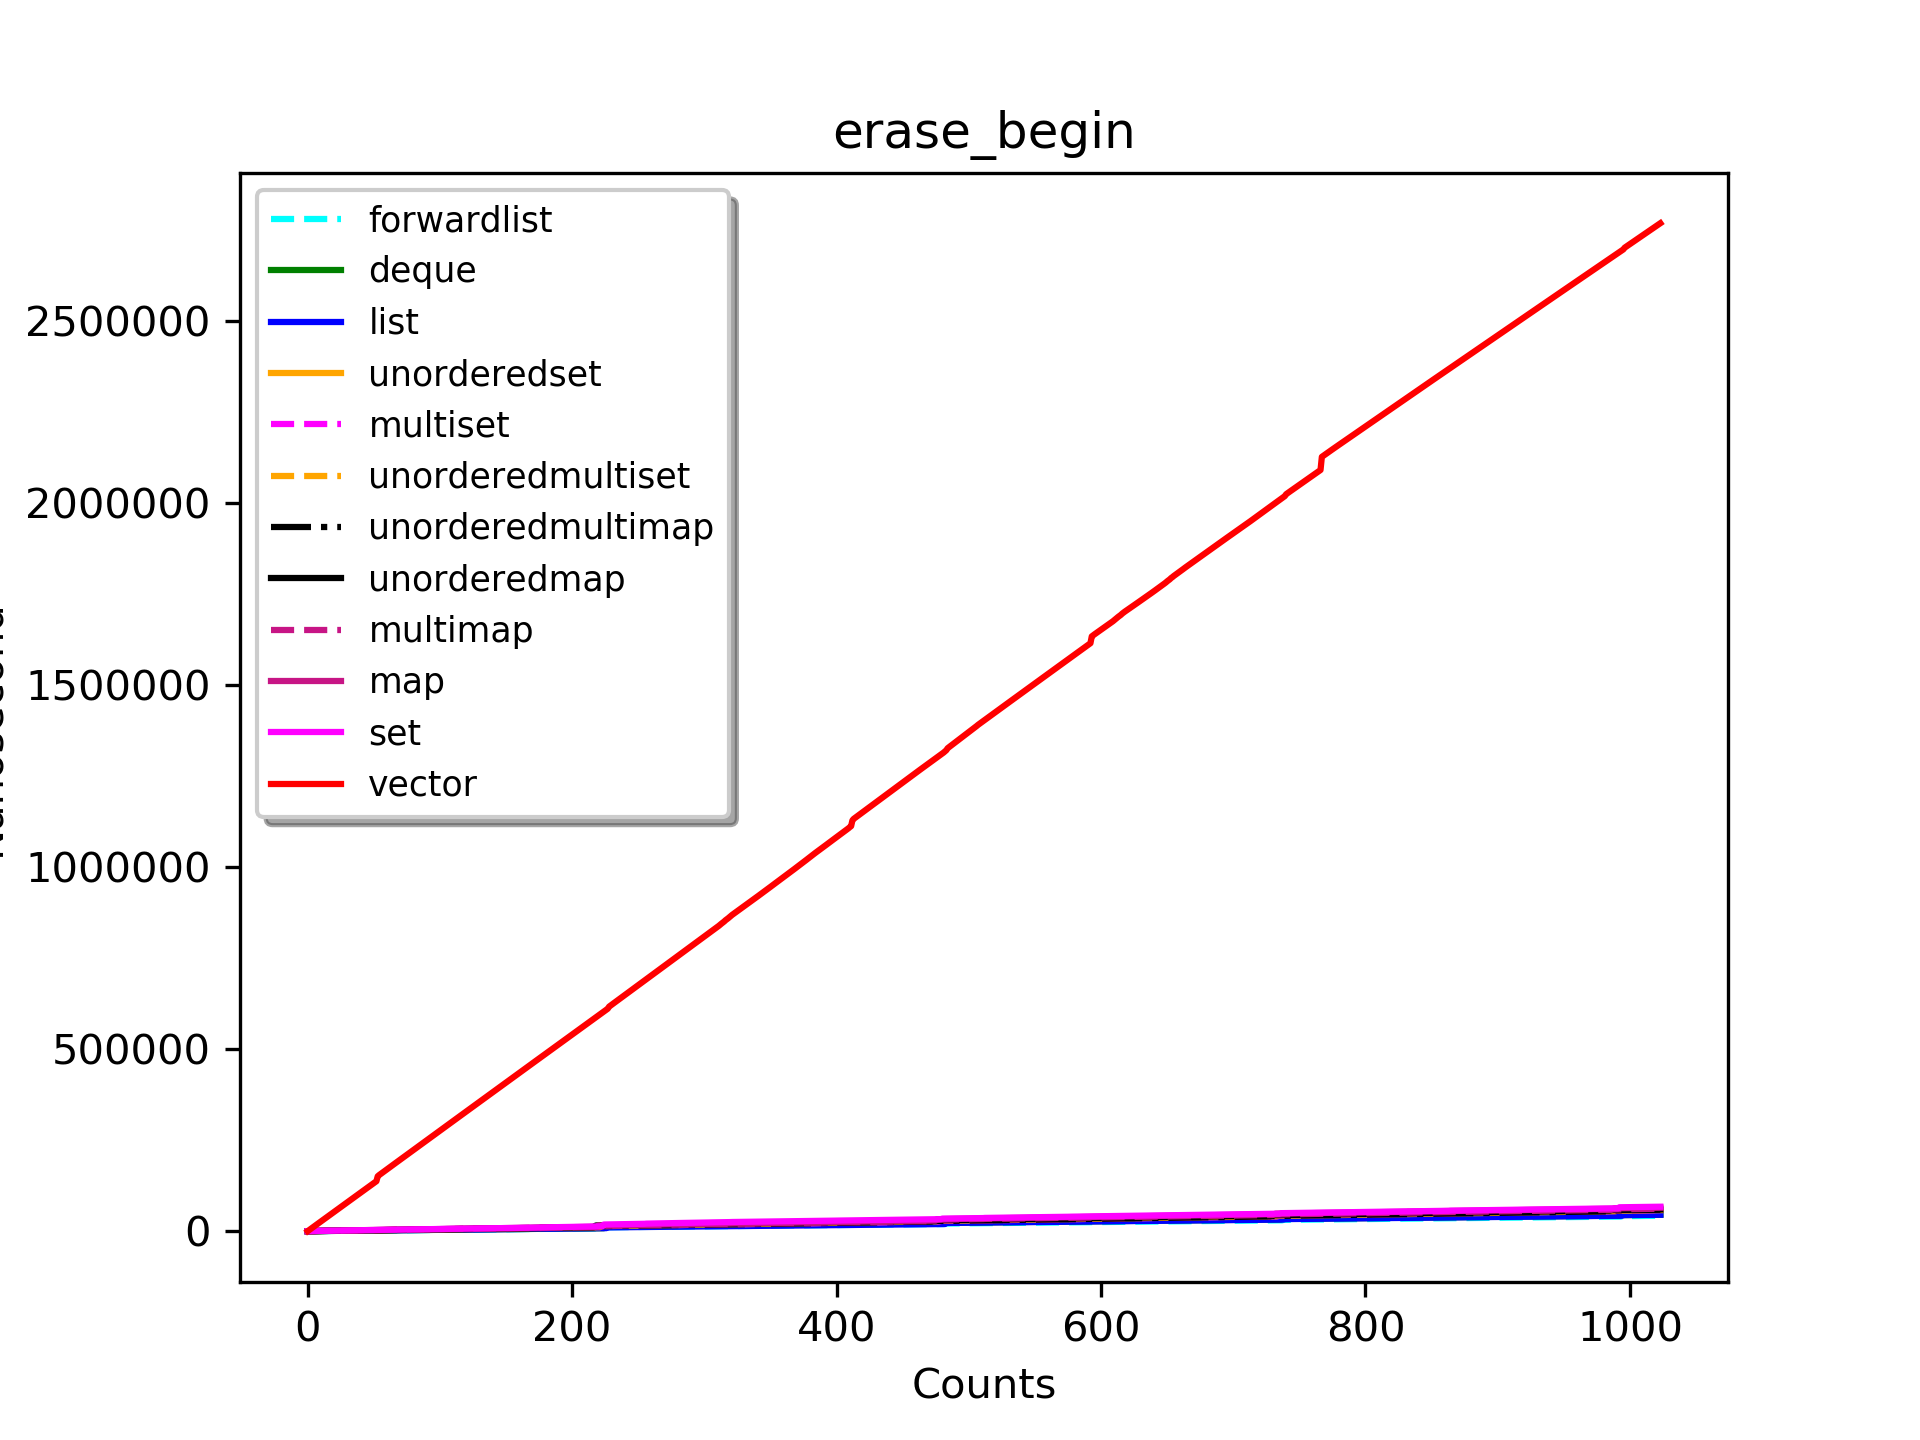 erase_begin
forwardlist
deque
list
unorderedset
multiset
unorderedmultiset
unorderedmultimap
unorderedmap
multimap
map
set
vector
2500000
2000000
1500000
1000000
500000
0
0 200 400 600 800 1000
Counts